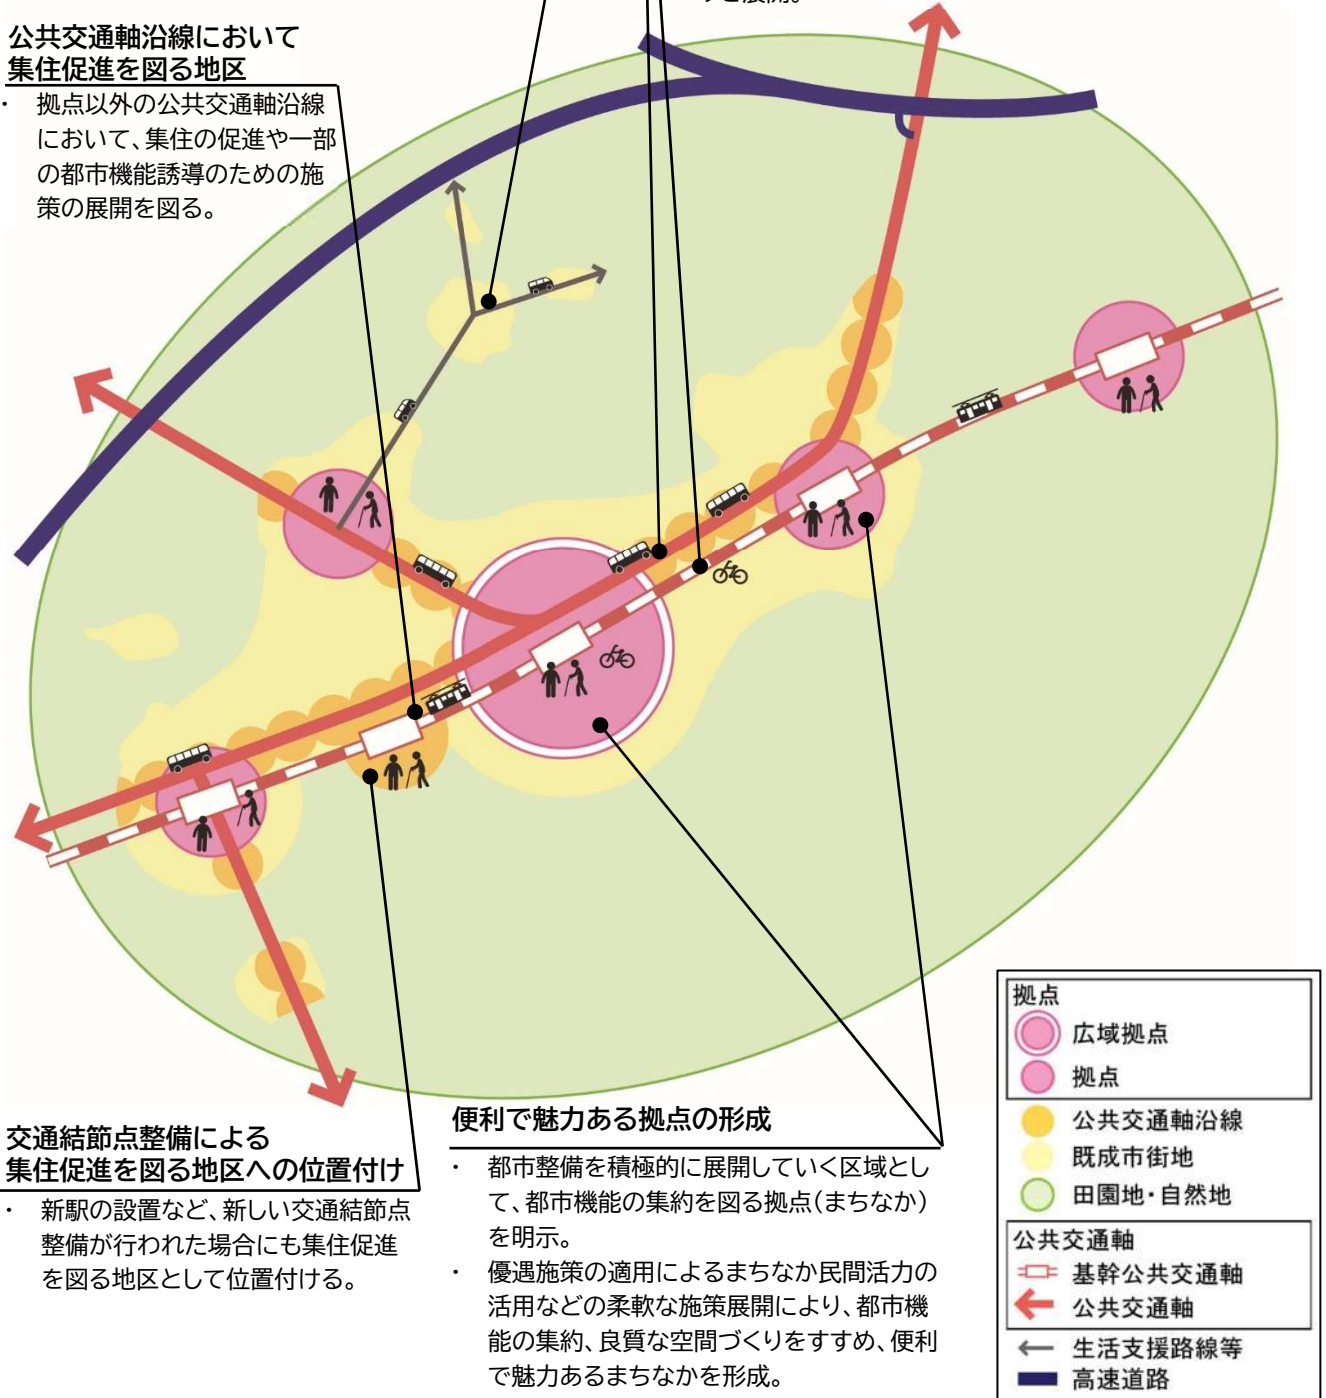 公共交通軸沿線において
集住促進を図る地区
・ 拠点以外の公共交通軸沿線
において、集住の促進や一部
の都市機能誘導のための施
策の展開を図る。
交通結節点整備による
集住促進を図る地区への位置付け
・ 新駅の設置など、新しい交通結節点
整備が行われた場合にも集住促進
を図る地区として位置付ける。
便利で魅力ある拠点の形成
・ 都市整備を積極的に展開していく区域とし
て、都市機能の集約を図る拠点(まちなか)
を明示。
・ 優遇施策の適用によるまちなか民間活力の
活用などの柔軟な施策展開により、都市機
能の集約、良質な空間づくりをすすめ、便利
で魅力あるまちなかを形成。
拠点
広域拠点
拠点
公共交通軸沿線
既成市街地
田園地・自然地
公共交通軸
基幹公共交通軸
公共交通軸
生活支援路線等
高速道路